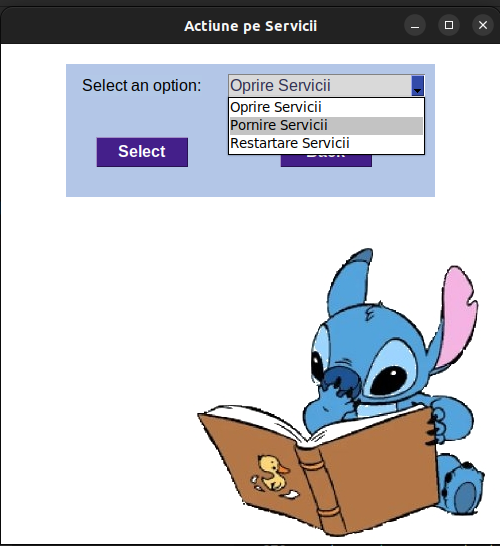 Actiune pe Servicii
Select an option: Oprire Servicii
Oprire Servicii
Pornire Servicii
Restartare Servicii
Select